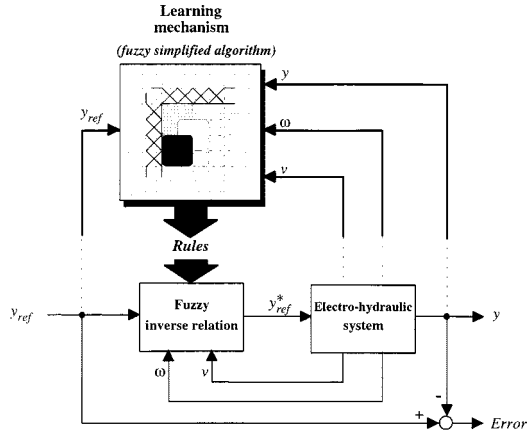 Learning
mechanism
(fuzzy simplified algorithm)
y
y_ref
ω
v
Rules
y_ref
Fuzzy
inverse relation
y*_ref
Electro-hydraulic
system
y
ω
v
-
+
Error